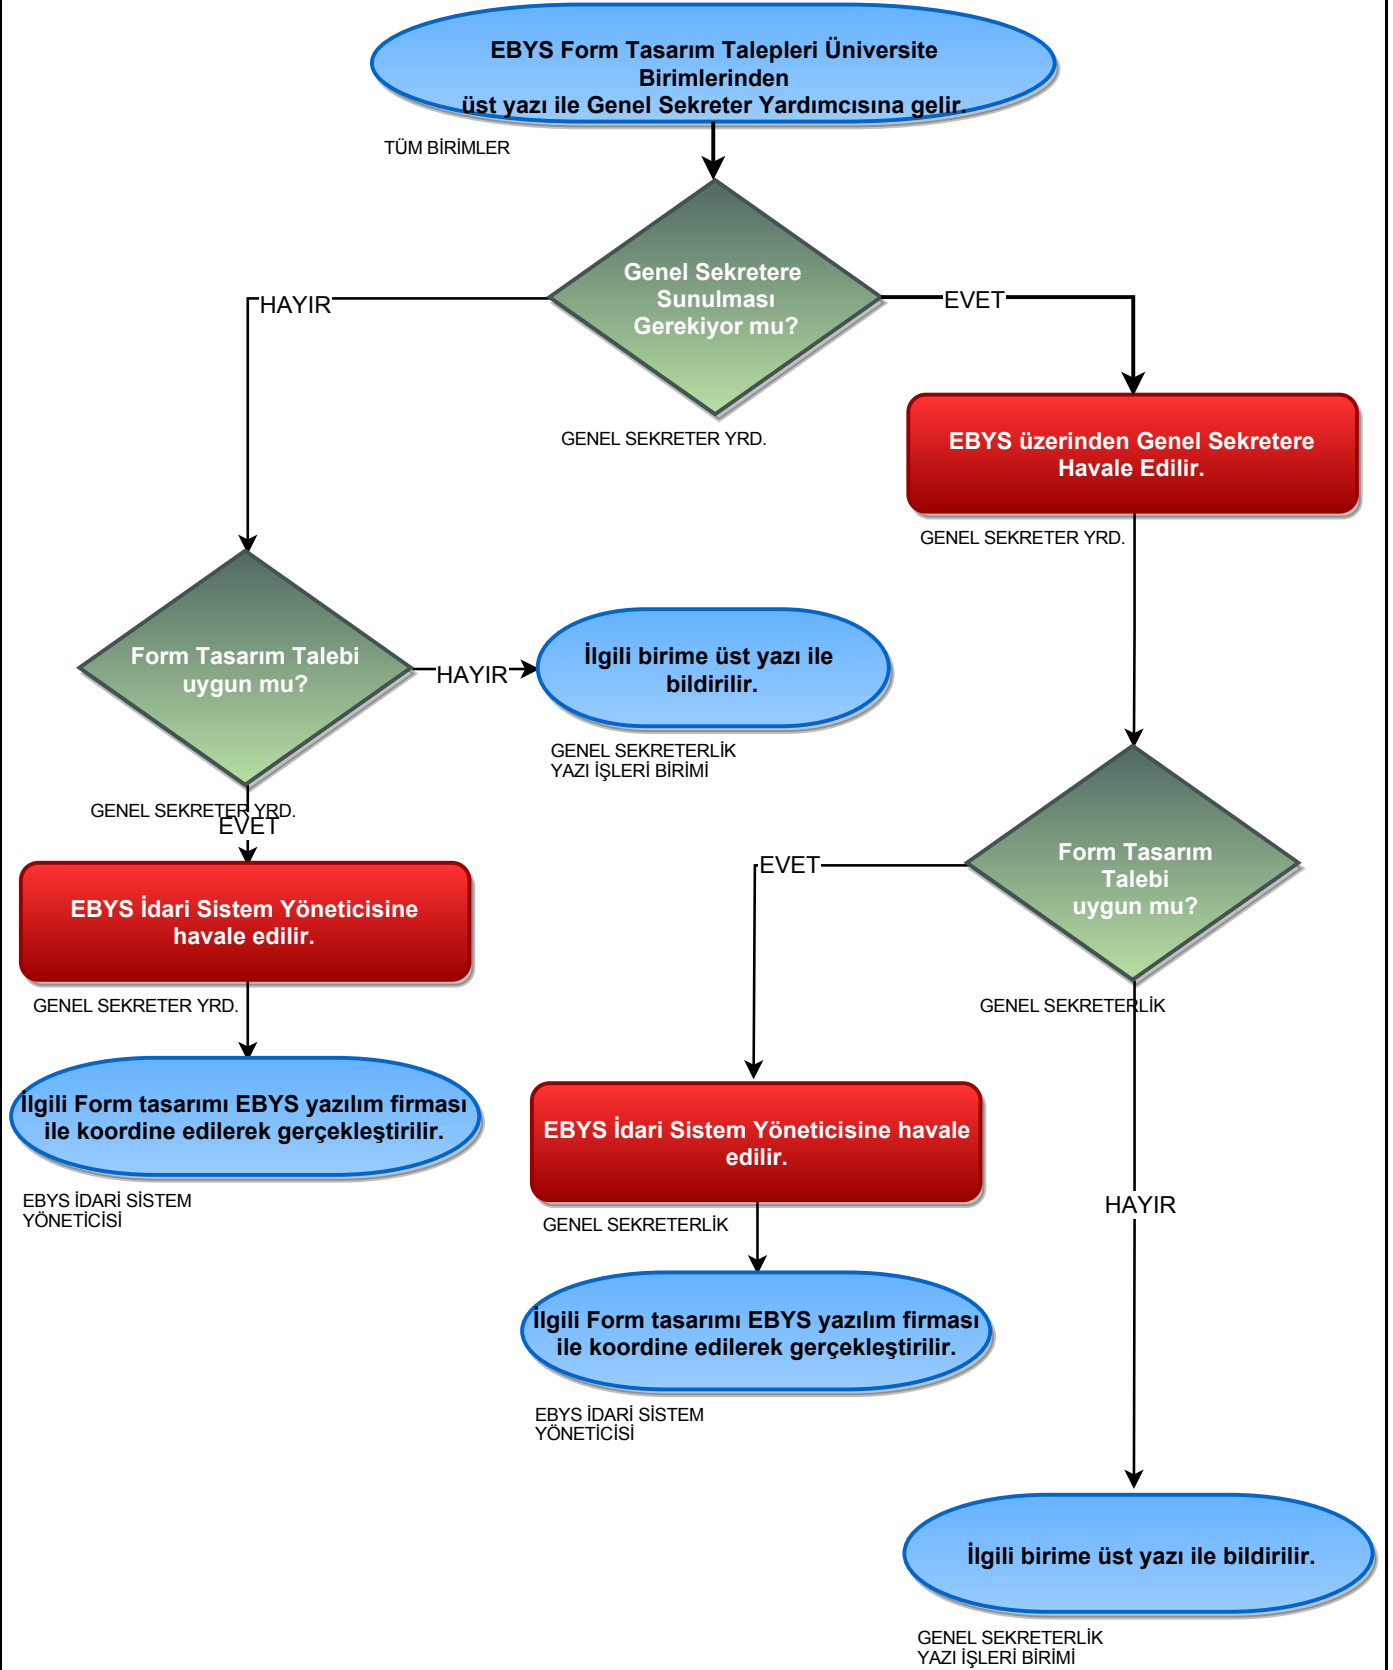 EBYS Form Tasarım Talepleri Üniversite
Birimlerinden
üst yazı ile Genel Sekreter Yardımcısına gelir.
TÜM BİRİMLER
Genel Sekretere
Sunulması
Gerekiyor mu?
HAYIR
EVET
GENEL SEKRETER YRD.
EBYS üzerinden Genel Sekretere
Havale Edilir.
GENEL SEKRETER YRD.
Form Tasarım Talebi
uygun mu?
HAYIR
İlgili birime üst yazı ile
bildirilir.
GENEL SEKRETERLİK
YAZI İŞLERİ BİRİMİ
GENEL SEKRETER YRD.
EVET
EBYS İdari Sistem Yöneticisine
havale edilir.
GENEL SEKRETER YRD.
İlgili Form tasarımı EBYS yazılım firması
ile koordine edilerek gerçekleştirilir.
EBYS İDARİ SİSTEM
YÖNETİCİSİ
Form Tasarım
Talebi
uygun mu?
EVET
GENEL SEKRETERLİK
EBYS İdari Sistem Yöneticisine havale
edilir.
GENEL SEKRETERLİK
HAYIR
İlgili Form tasarımı EBYS yazılım firması
ile koordine edilerek gerçekleştirilir.
EBYS İDARİ SİSTEM
YÖNETİCİSİ
İlgili birime üst yazı ile bildirilir.
GENEL SEKRETERLİK
YAZI İŞLERİ BİRİMİ